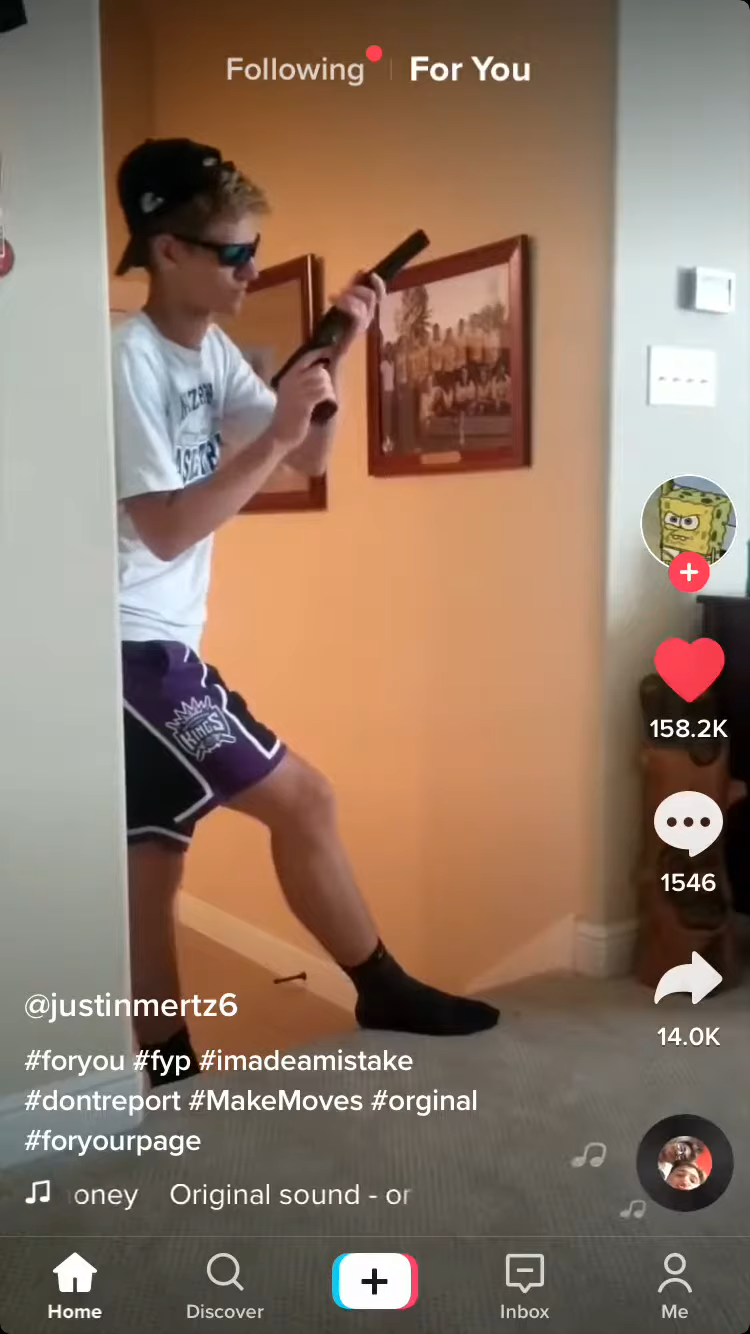 Following
For You
KINGS
158.2K
1546
@justinmertz6
14.0K
#foryou #fyp #imadeamistake
#dontreport #MakeMoves #orginal
#foryourpage
oney Original sound - or
Home
Discover
Inbox
Me